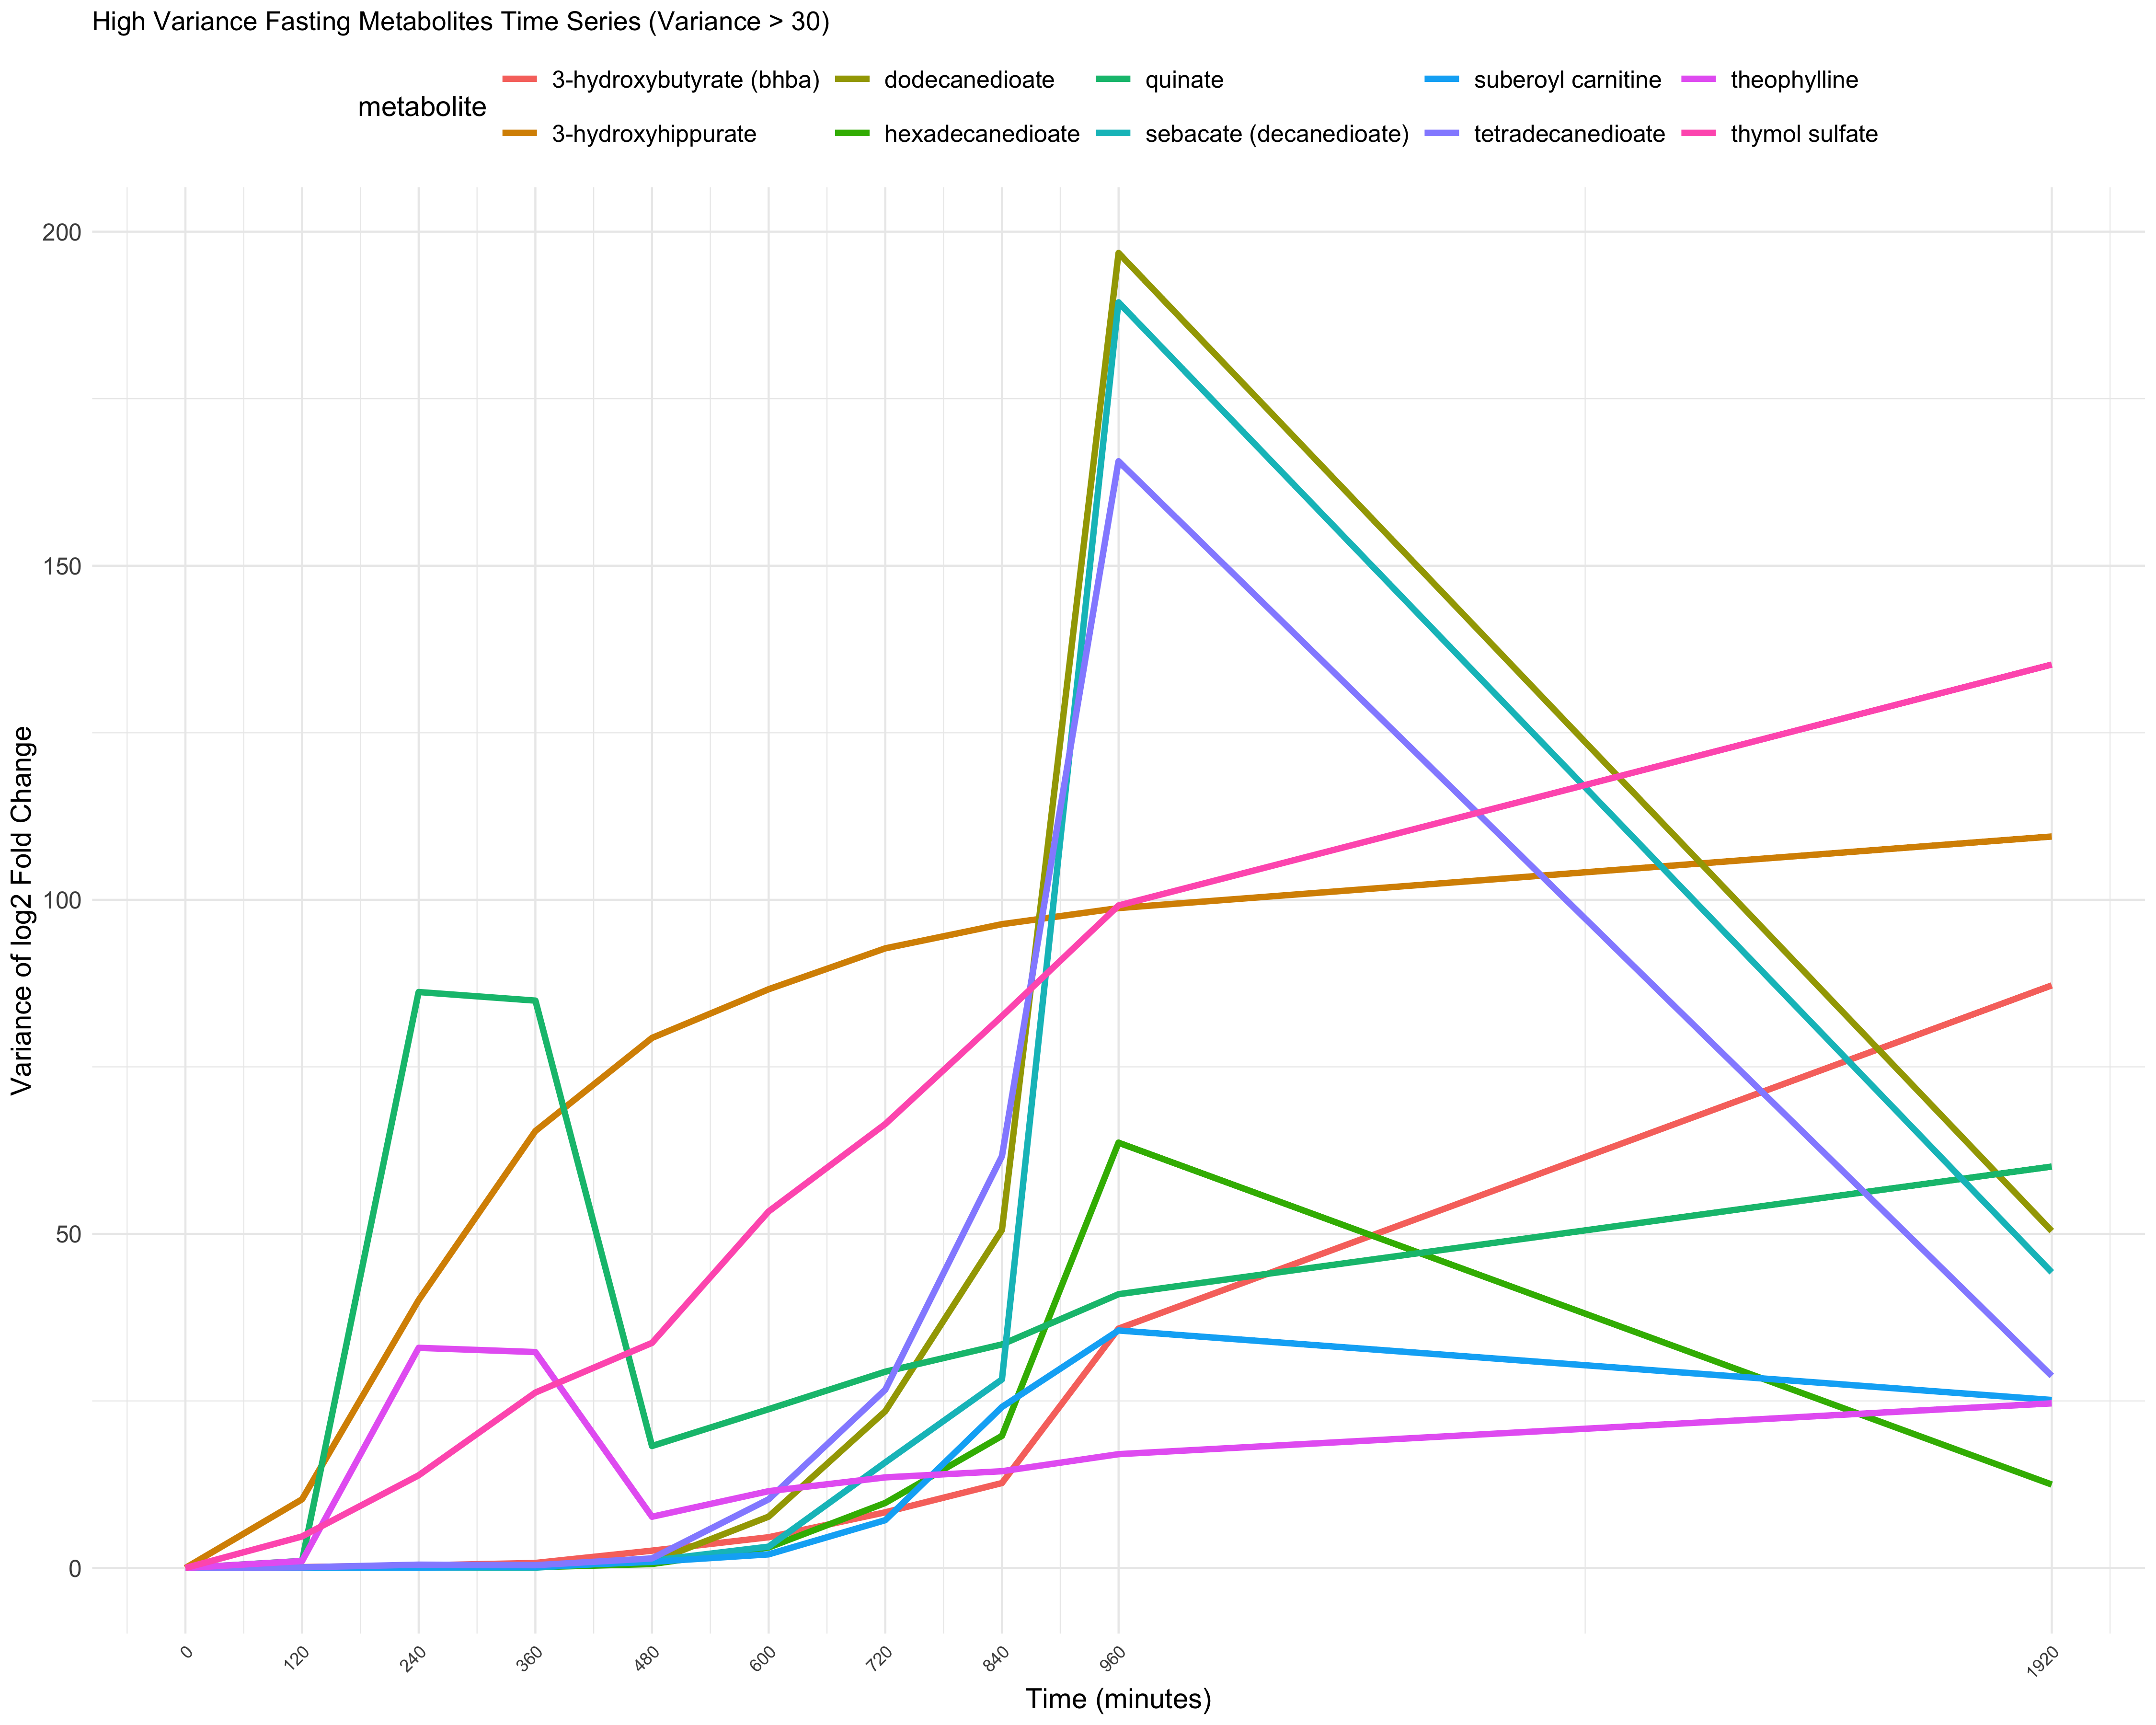 High Variance Fasting Metabolites Time Series (Variance > 30)
metabolite
3-hydroxybutyrate (bhba) dodecanedioate quinate suberoyl carnitine theophylline
3-hydroxyhippurate hexadecanedioate sebacate (decanedioate) tetradecanedioate thymol sulfate
Variance of log2 Fold Change
200
150
100
50
0
0 120 240 360 480 600 720 840 960 1920
Time (minutes)